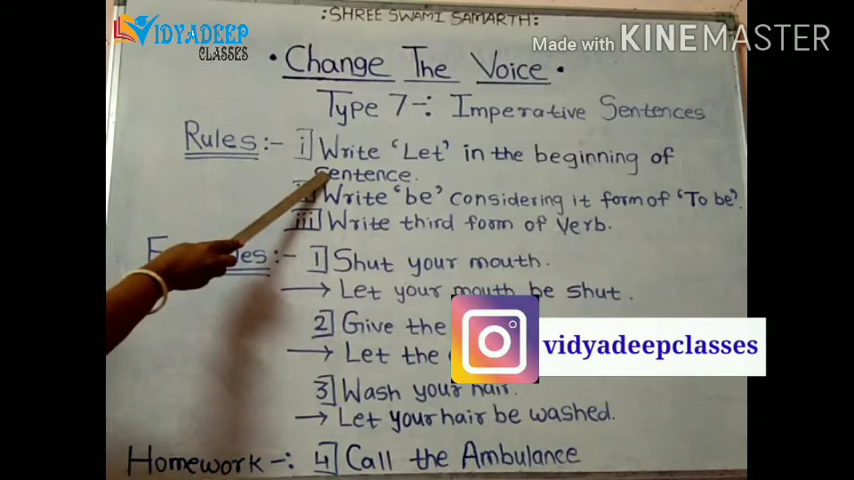 :SHREE SWAMI SAMARTH:
VIDYADEEP
CLASSES
Made with KINEMASTER
• Change The Voice •
Type 7-: Imperative Sentences
Rules:- i] Write 'Let' in the beginning of
Sentence.
Write 'be' considering it form of 'To be'.
iii] Write third form of Verb.
:- 1] Shut your mouth.
→ Let your mouth be shut.
2] Give the
→ Let the
vidyadeepclasses
3] Wash your hair.
→ Let your hair be washed.
Homework -: 4] Call the Ambulance